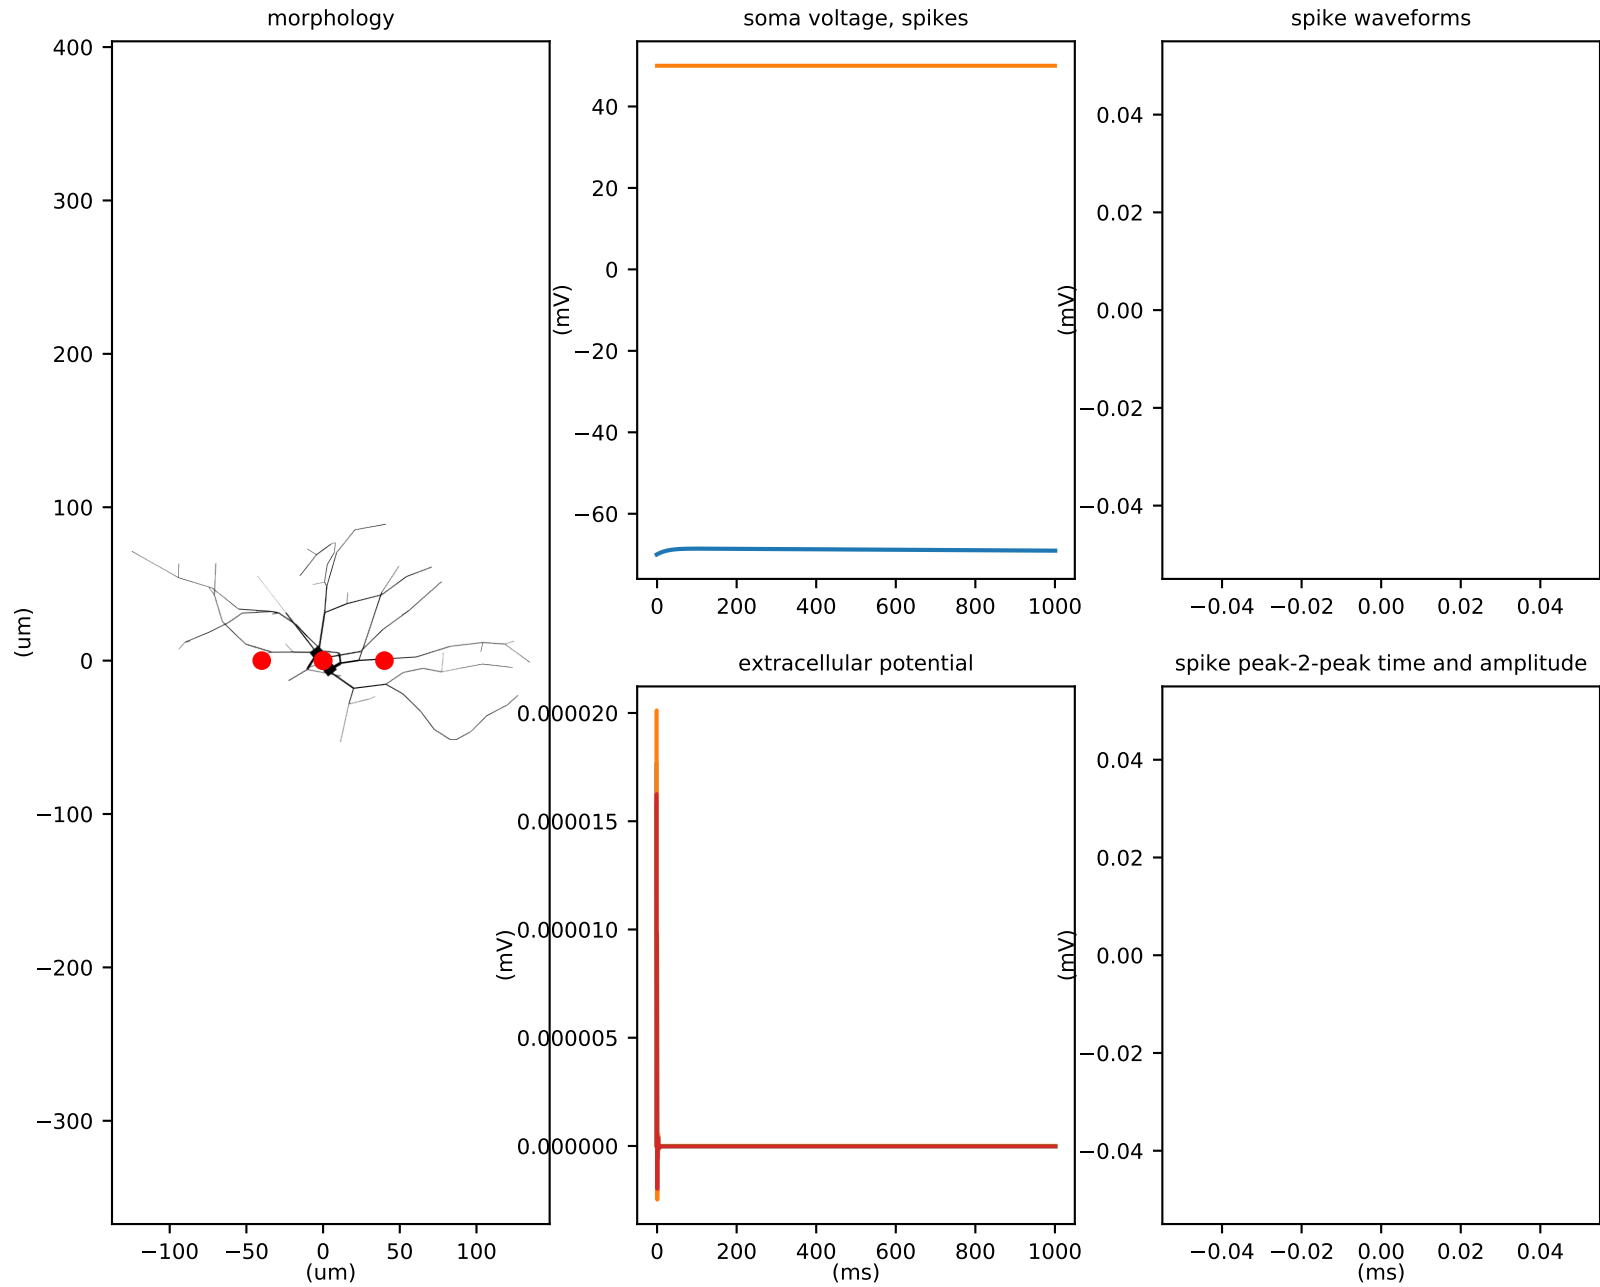 morphology
400
300
200
100
0
−100
−200
−300
(um)
−100 −50 0 50 100
(um)
soma voltage, spikes
40
20
0
−20
−40
−60
(mV)
0 200 400 600 800 1000
spike waveforms
0.04
0.02
0.00
−0.02
−0.04
(mV)
−0.04 −0.02 0.00 0.02 0.04
extracellular potential
0.000020
0.000015
0.000010
0.000005
0.000000
(mV)
0 200 400 600 800 1000
(ms)
spike peak-2-peak time and amplitude
0.04
0.02
0.00
−0.02
−0.04
(mV)
−0.04 −0.02 0.00 0.02 0.04
(ms)